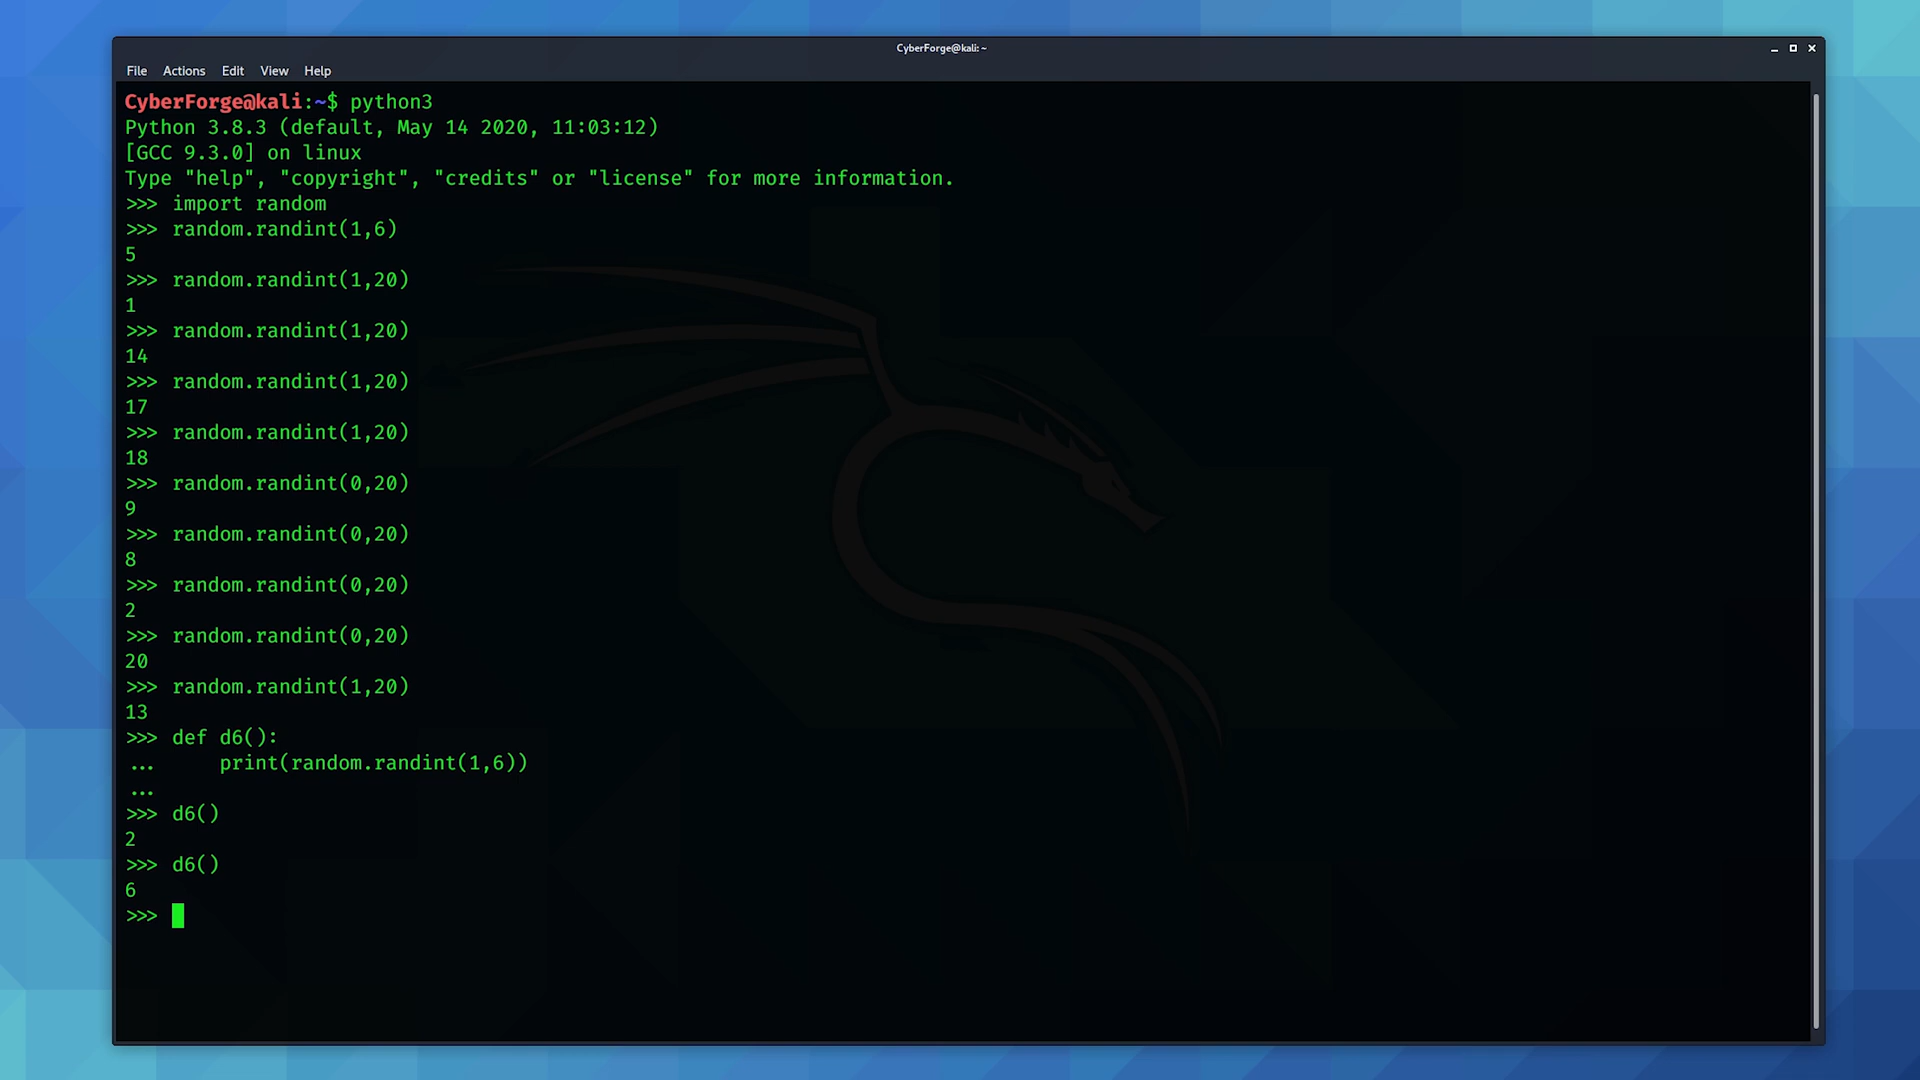 CyberForge@kali: ~
File Actions Edit View Help
CyberForge@kali:~$ python3
Python 3.8.3 (default, May 14 2020, 11:03:12)
[GCC 9.3.0] on linux
Type "help", "copyright", "credits" or "license" for more information.
>>> import random
>>> random.randint(1,6)
5
>>> random.randint(1,20)
1
>>> random.randint(1,20)
14
>>> random.randint(1,20)
17
>>> random.randint(1,20)
18
>>> random.randint(0,20)
9
>>> random.randint(0,20)
8
>>> random.randint(0,20)
2
>>> random.randint(0,20)
20
>>> random.randint(1,20)
13
>>> def d6():
...     print(random.randint(1,6))
...
>>> d6()
2
>>> d6()
6
>>>